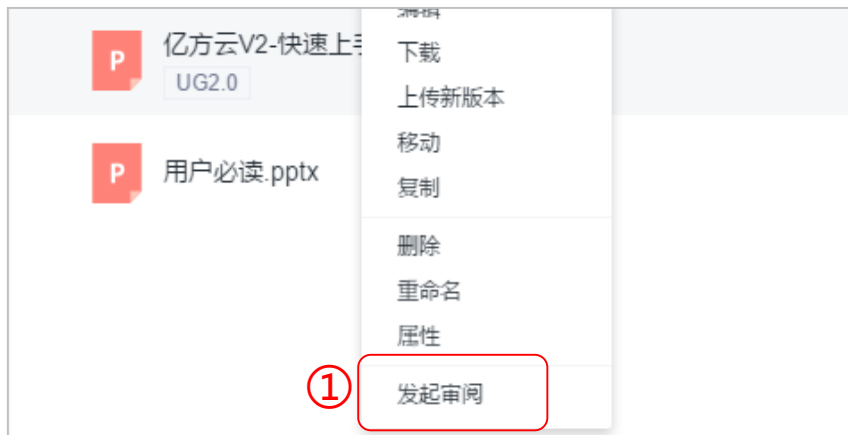 编辑
P
亿方云V2-快速上手
UG2.0
下载
上传新版本
移动
P
用户必读.pptx
复制
删除
重命名
属性
①
发起审阅